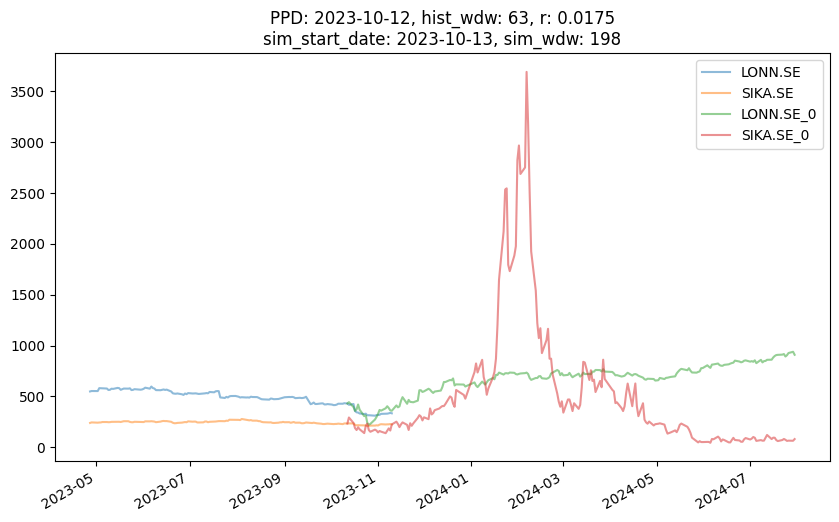 PPD: 2023-10-12, hist_wdw: 63, r: 0.0175
sim_start_date: 2023-10-13, sim_wdw: 198
LONN.SE
SIKA.SE
LONN.SE_0
SIKA.SE_0
3500
3000
2500
2000
1500
1000
500
0
2023-05
2023-07
2023-09
2023-11
2024-01
2024-03
2024-05
2024-07